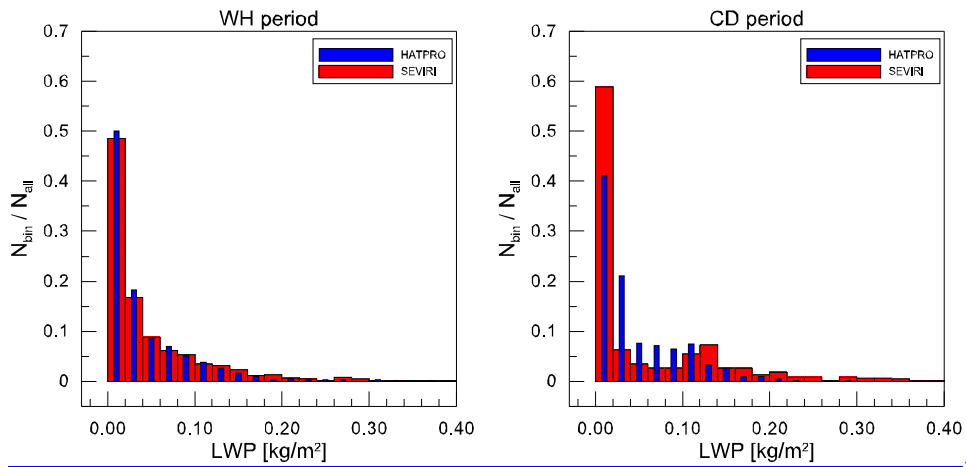 WH period
HATPRO
SEVIRI
N_bin / N_all
0.7
0.6
0.5
0.4
0.3
0.2
0.1
0
0.00 0.10 0.20 0.30 0.40
LWP [kg/m²]
CD period
HATPRO
SEVIRI
N_bin / N_all
0.7
0.6
0.5
0.4
0.3
0.2
0.1
0
0.00 0.10 0.20 0.30 0.40
LWP [kg/m²]